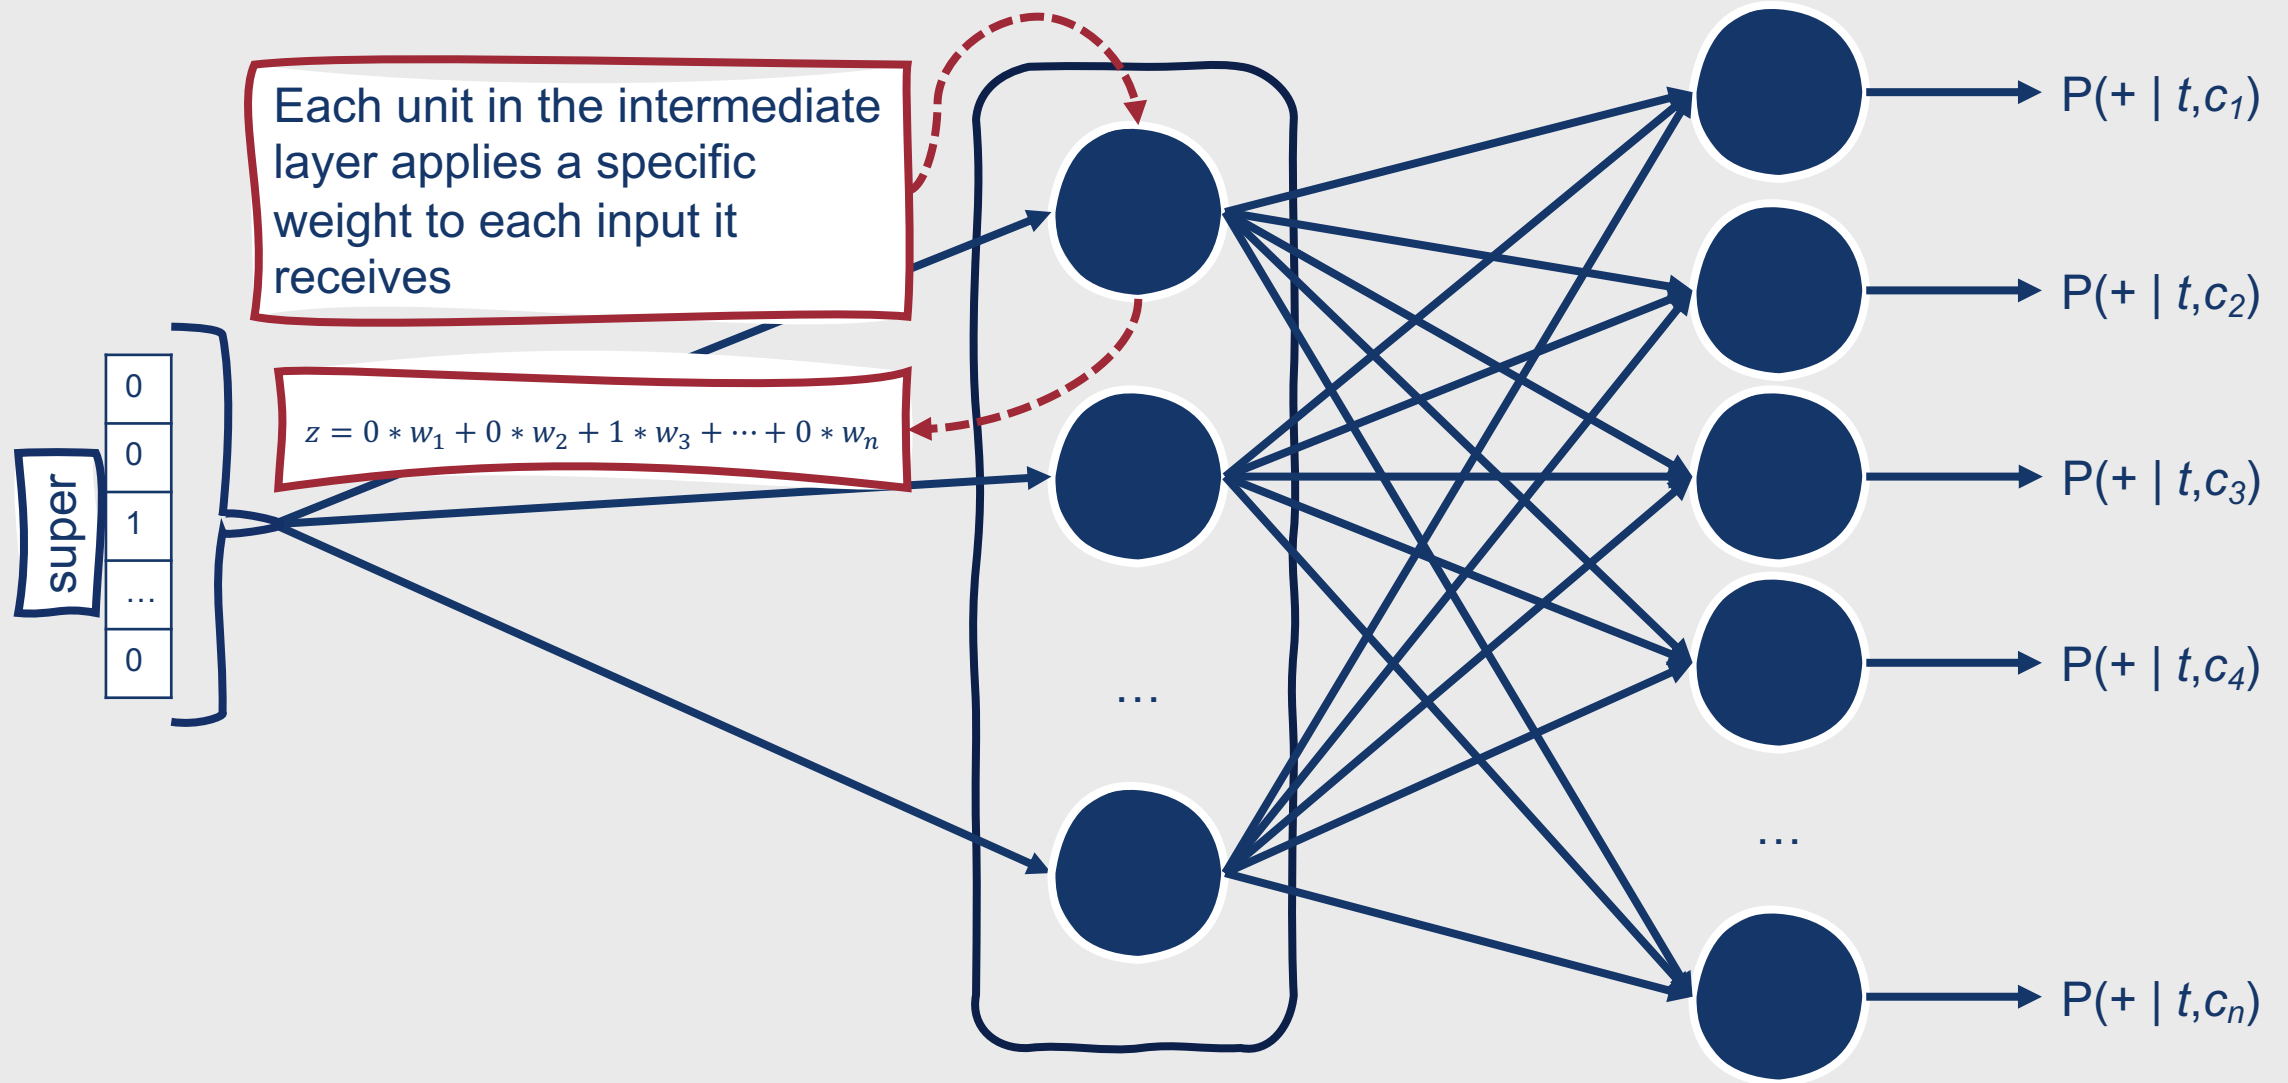 Each unit in the intermediate
layer applies a specific
weight to each input it
receives
z = 0 ∗ w₁ + 0 ∗ w₂ + 1 ∗ w₃ + ⋯ + 0 ∗ wₙ
super
0
0
1
…
0
…
P(+ | t,c₁)
P(+ | t,c₂)
P(+ | t,c₃)
P(+ | t,c₄)
…
P(+ | t,cₙ)